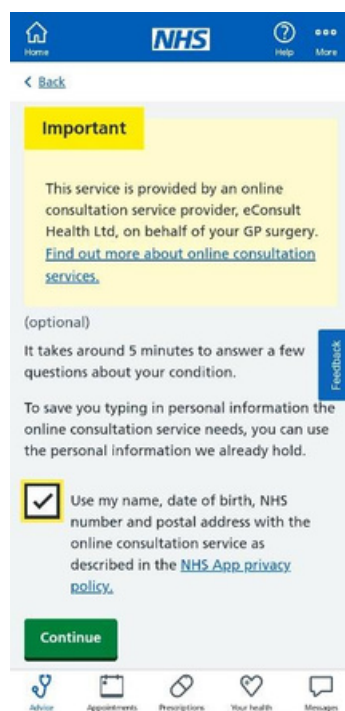 NHS
Home
Help
More
Back
Important
This service is provided by an online
consultation service provider, eConsult
Health Ltd, on behalf of your GP surgery.
Find out more about online consultation
services.
(optional)
It takes around 5 minutes to answer a few
questions about your condition.
Feedback
To save you typing in personal information the
online consultation service needs, you can use
the personal information we already hold.
Use my name, date of birth, NHS
number and postal address with the
online consultation service as
described in the NHS App privacy
policy.
Continue
Advice
Appointments
Prescriptions
Your health
Messages